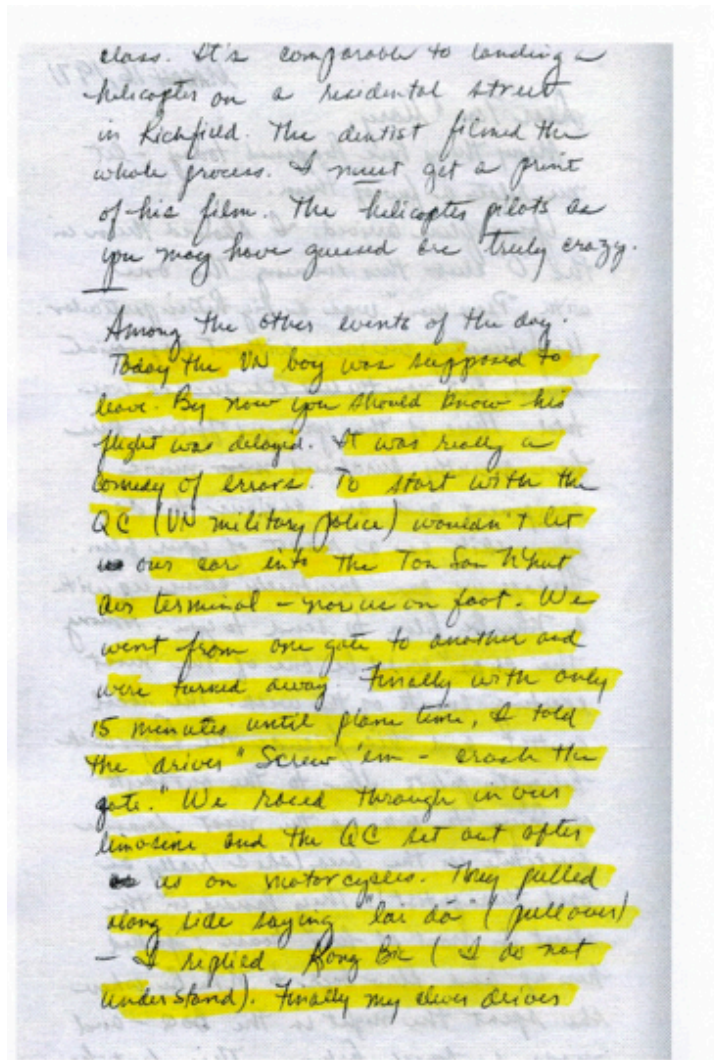 class. It's comparable to landing a
helicopter on a residental street
in Richfield. The dentist filmed the
whole process. I must get a print
of his film. The helicopter pilots as
you may have guessed are truly crazy.
Among the other events of the day.
Today the VN boy was supposed to
leave. By now you should know his
flight was delayed. It was really a
comedy of errors. To start with the
QC (VN military police) wouldn't let
our car into the Ton Son Nhut
air terminal – nor us on foot. We
went from one gate to another and
were turned away. Finally with only
15 minutes until plane time, I told
the driver "Screw 'em – crash the
gate." We raced through in our
limosine and the QC set out after
us on motorcycles. They pulled
along side saying "lai dö" (pull over)
– I replied Kong Bic (I do not
understand). Finally my clever driver